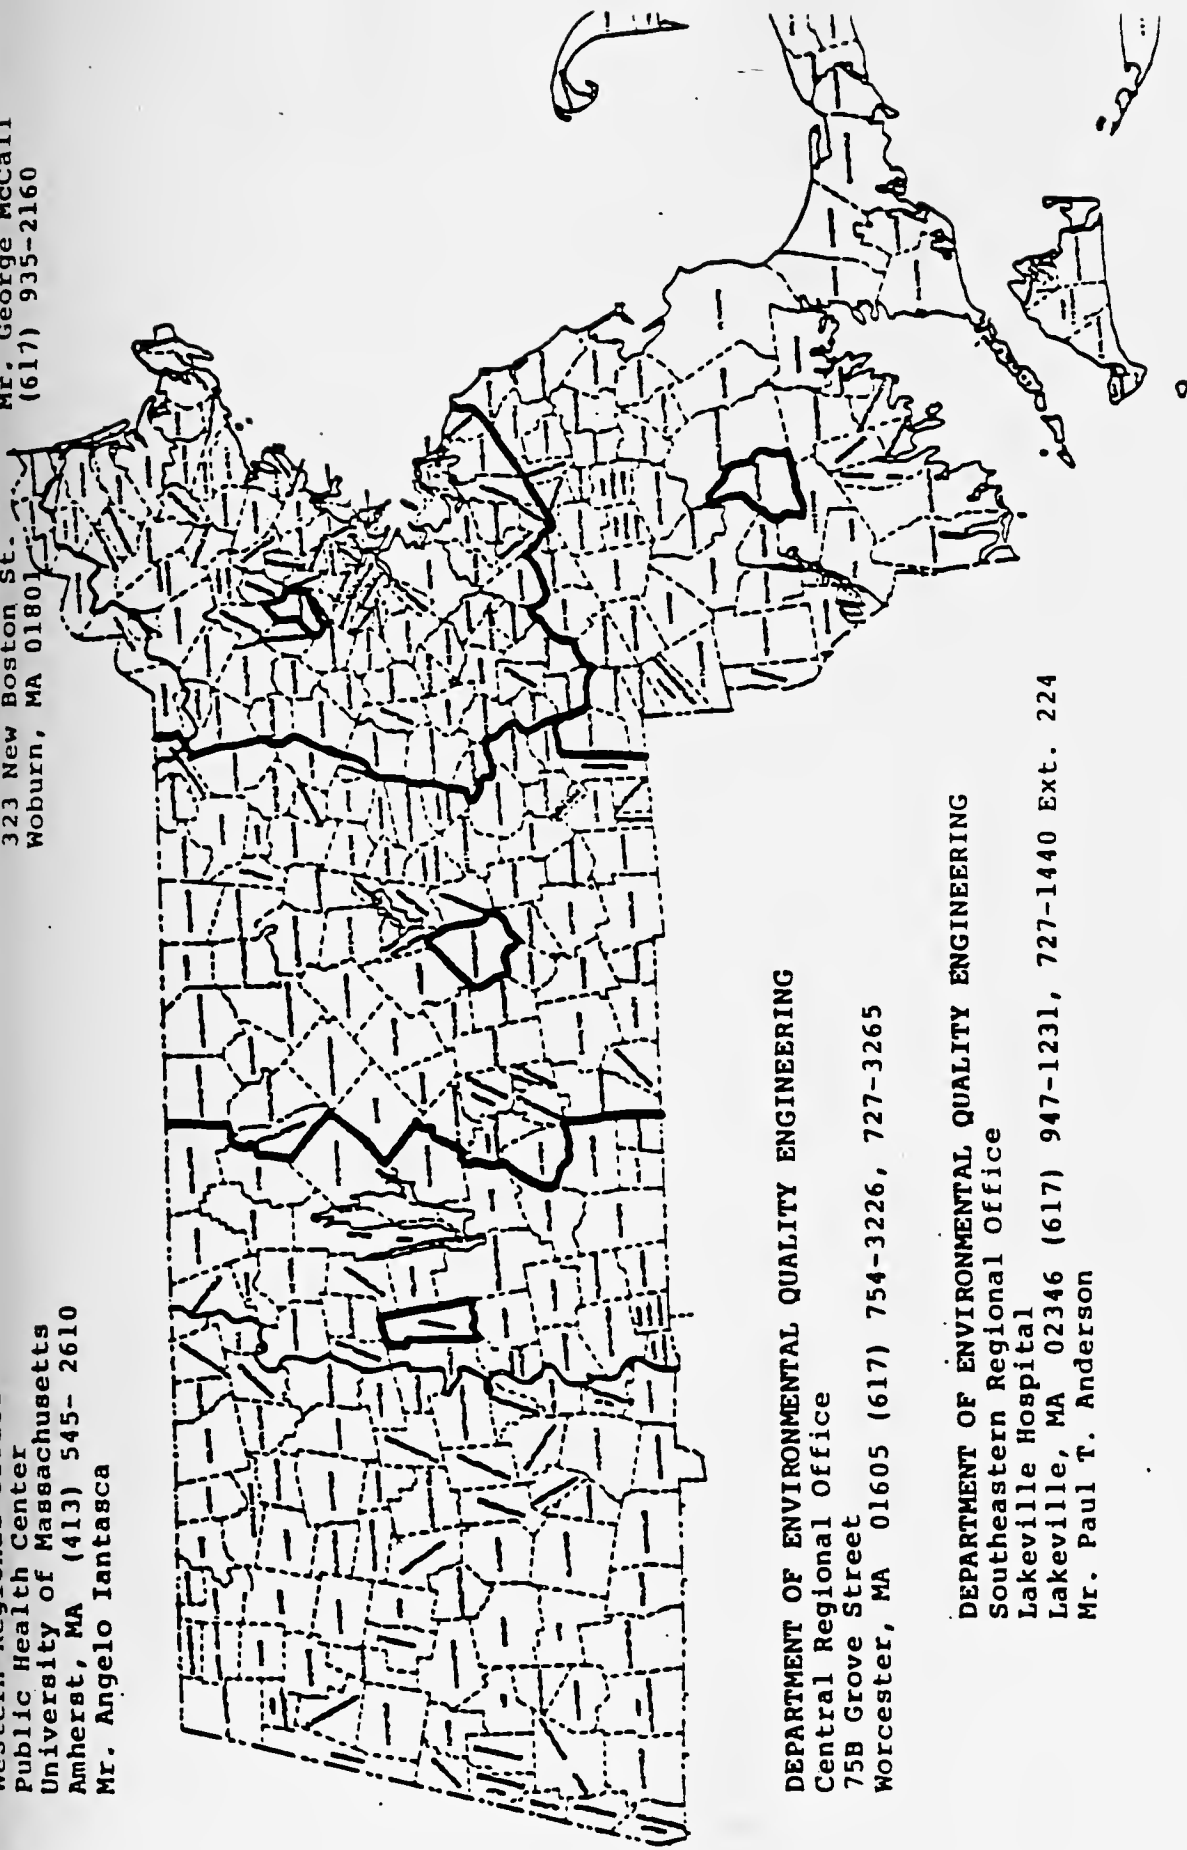 Public Health Center
University of Massachusetts
Amherst, MA (413) 545- 2610
Mr. Angelo Iantasca
323 New Boston St.
Woburn, MA 01801
Mr. George McCall
(617) 935-2160
DEPARTMENT OF ENVIRONMENTAL QUALITY ENGINEERING
Central Regional Office
75B Grove Street
Worcester, MA 01605 (617) 754-3226, 727-3265
DEPARTMENT OF ENVIRONMENTAL QUALITY ENGINEERING
Southeastern Regional Office
Lakeville Hospital
Lakeville, MA 02346 (617) 947-1231, 727-1440 Ext. 224
Mr. Paul T. Anderson